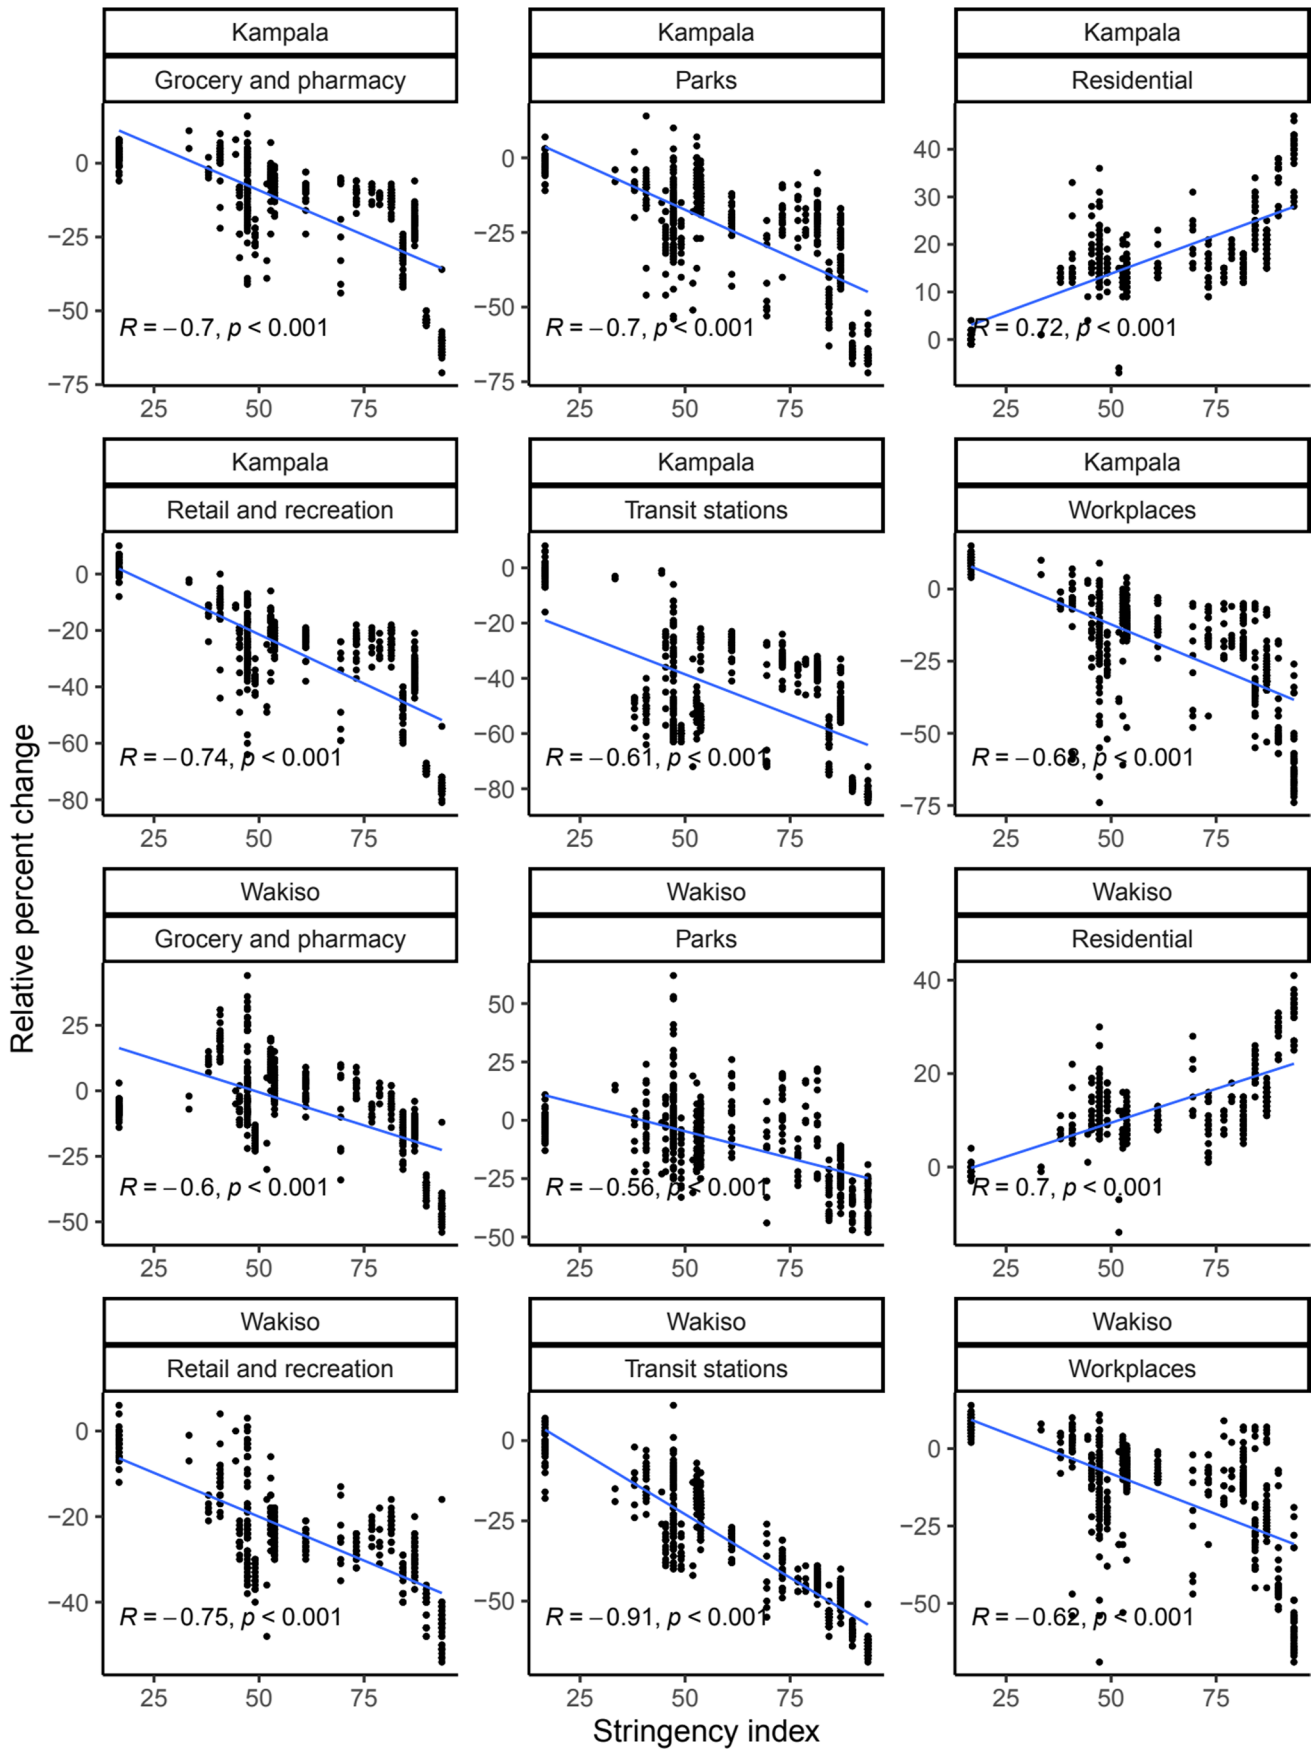 Kampala
Kampala
Kampala
Grocery and pharmacy
Parks
Residential
0
−25
−50
−75
R = −0.7, p < 0.001
25
50
75
0
−25
−50
−75
R = −0.7, p < 0.001
25
50
75
40
30
20
10
0
R = 0.72, p < 0.001
25
50
75
Kampala
Kampala
Kampala
Retail and recreation
Transit stations
Workplaces
0
−20
−40
−60
−80
R = −0.74, p < 0.001
25
50
75
0
−20
−40
−60
−80
R = −0.61, p < 0.001
25
50
75
0
−25
−50
−75
R = −0.68, p < 0.001
25
50
75
Relative percent change
Wakiso
Wakiso
Wakiso
Grocery and pharmacy
Parks
Residential
25
0
−25
−50
R = −0.6, p < 0.001
25
50
75
50
25
0
−25
−50
R = −0.56, p < 0.001
25
50
75
40
20
0
R = 0.7, p < 0.001
25
50
75
Wakiso
Wakiso
Wakiso
Retail and recreation
Transit stations
Workplaces
0
−20
−40
R = −0.75, p < 0.001
25
50
75
0
−25
−50
R = −0.91, p < 0.001
25
50
75
0
−25
−50
R = −0.62, p < 0.001
25
50
75
Stringency index